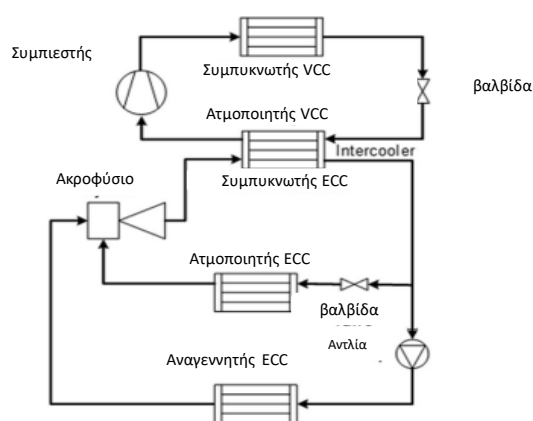 Συμπιεστής
Συμπυκνωτής VCC
βαλβίδα
Ατμοποιητής VCC
Intercooler
Ακροφύσιο
Συμπυκνωτής ECC
Ατμοποιητής ECC
βαλβίδα
Αντλία
Αναγεννητής ECC